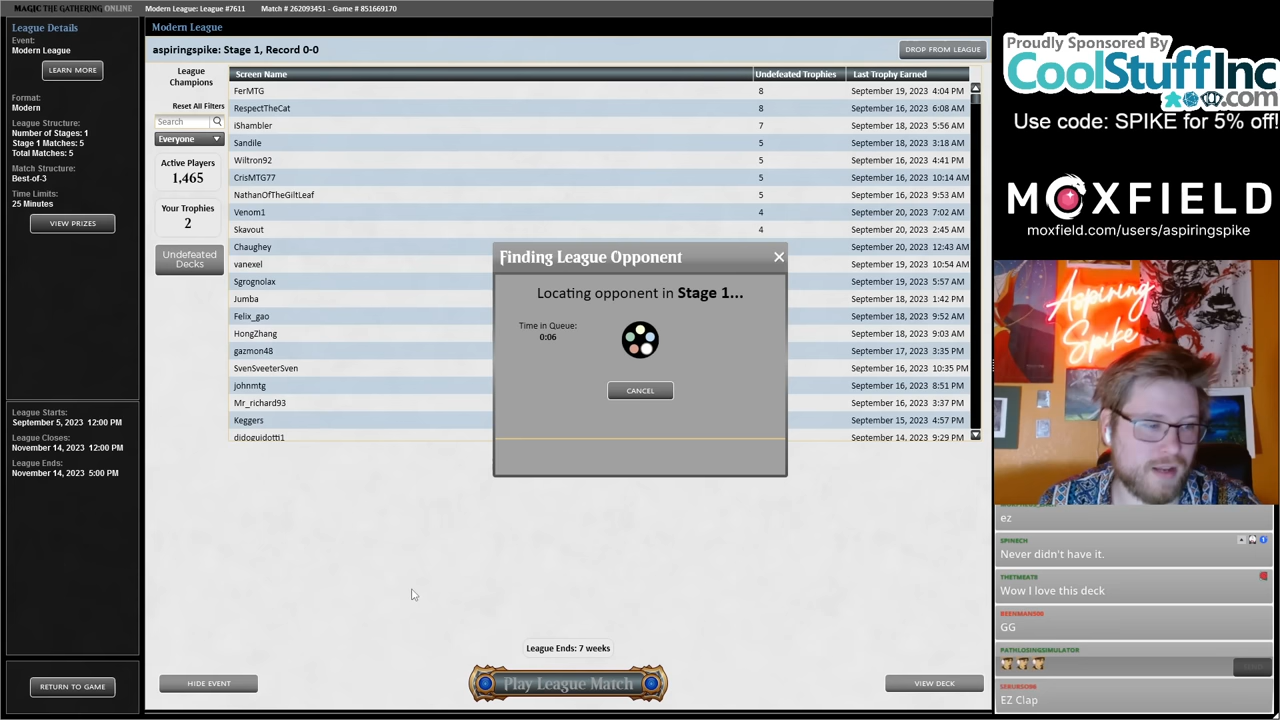 MAGIC THE GATHERING ONLINE
Modern League: League #7611
Match # 262093451 - Game # 851669170
League Details
Event:
Modern League
LEARN MORE
Format:
Modern
League Structure:
Number of Stages: 1
Stage 1 Matches: 5
Total Matches: 5
Match Structure:
Best-of-3
Time Limits:
25 Minutes
VIEW PRIZES
League Starts:
September 5, 2023 12:00 PM
League Closes:
November 14, 2023 12:00 PM
League Ends:
November 14, 2023 5:00 PM
RETURN TO GAME
Modern League
aspiringspike: Stage 1, Record 0-0
DROP FROM LEAGUE
League
Champions
Reset All Filters
Search
Everyone
Active Players
1,465
Your Trophies
2
Undefeated
Decks
Screen Name Undefeated Trophies Last Trophy Earned
FerMTG 8 September 19, 2023 4:04 PM
RespectTheCat 8 September 16, 2023 6:08 AM
iShambler 7 September 18, 2023 5:56 AM
Sandile 5 September 18, 2023 3:18 AM
Wiltron92 5 September 16, 2023 4:41 PM
CrisMTG77 5 September 16, 2023 10:14 AM
NathanOfTheGiltLeaf 5 September 16, 2023 9:53 AM
Venom1 4 September 20, 2023 7:02 AM
Skavout 4 September 20, 2023 2:45 AM
Chaughey September 20, 2023 12:43 AM
vanexel September 19, 2023 10:54 AM
Sgrognolax September 19, 2023 5:57 AM
Jumba September 18, 2023 1:42 PM
Felix_gao September 18, 2023 9:52 AM
HongZhang September 18, 2023 9:03 AM
gazmon48 September 17, 2023 3:35 PM
SvenSveeterSven September 16, 2023 10:35 PM
johnmtg September 16, 2023 8:51 PM
Mr_richard93 September 16, 2023 3:37 PM
Keggers September 15, 2023 4:57 PM
didoguidotti1 September 14, 2023 9:29 PM
Finding League Opponent
Locating opponent in Stage 1...
Time in Queue:
0:06
CANCEL
League Ends: 7 weeks
HIDE EVENT
Play League Match
VIEW DECK
Proudly Sponsored By
CoolStuffInc
.com
Use code: SPIKE for 5% off!
MOXFIELD
moxfield.com/users/aspiringspike
Aspiring
Spike
ez
SPINECH
Never didn't have it.
THETMEAT8
Wow I love this deck
GG
PATHLOSINGSIMULATOR
EZ Clap